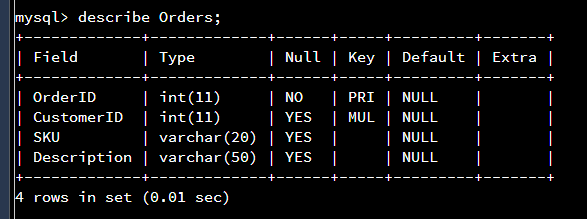 mysql> describe Orders;
+-------------+-------------+------+-----+---------+-------+
| Field       | Type        | Null | Key | Default | Extra |
+-------------+-------------+------+-----+---------+-------+
| OrderID     | int(11)     | NO   | PRI | NULL    |       |
| CustomerID  | int(11)     | YES  | MUL | NULL    |       |
| SKU         | varchar(20) | YES  |     | NULL    |       |
| Description | varchar(50) | YES  |     | NULL    |       |
+-------------+-------------+------+-----+---------+-------+
4 rows in set (0.01 sec)